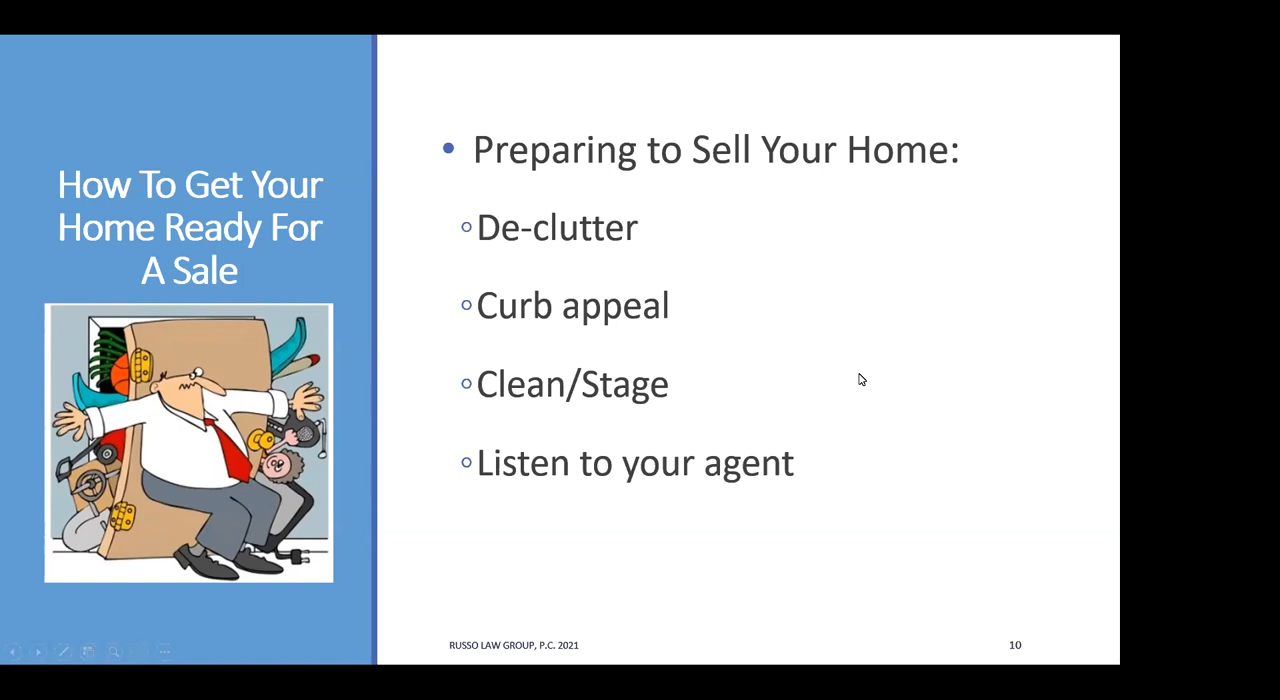 How To Get Your
Home Ready For
A Sale
• Preparing to Sell Your Home:
◦ De-clutter
◦ Curb appeal
◦ Clean/Stage
◦ Listen to your agent
RUSSO LAW GROUP, P.C. 2021
10